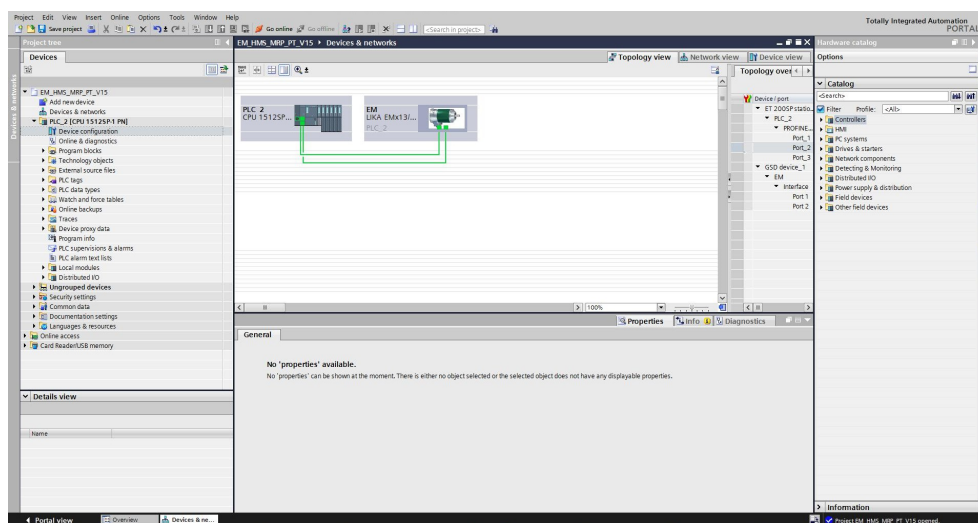 Project Edit View Insert Online Options Tools Window Help
Totally Integrated Automation
PORTAL
Save project Go online Go offline <Search in project>
Project tree
Devices
EM_HMS_MRP_PT_V15
Add new device
Devices & networks
PLC_2 [CPU 1512SP-1 PN]
Device configuration
Online & diagnostics
Program blocks
Technology objects
External source files
PLC tags
PLC data types
Watch and force tables
Online backups
Traces
Device proxy data
Program info
PLC supervisions & alarms
PLC alarm text lists
Local modules
Distributed I/O
Ungrouped devices
Security settings
Common data
Documentation settings
Languages & resources
Online access
Card Reader/USB memory
Details view
Name
Devices & networks
EM_HMS_MRP_PT_V15 Devices & networks
Topology view Network view Device view
PLC_2
CPU 1512SP...
EM
LIKA EMx13/...
PLC_2
100%
Topology over
Device / port
ET 200SP statio...
PLC_2
PROFINE...
Port_1
Port_2
Port_3
GSD device_1
EM
Interface
Port 1
Port 2
Properties Info Diagnostics
General
No 'properties' available.
No 'properties' can be shown at the moment. There is either no object selected or the selected object does not have any displayable properties.
Hardware catalog
Options
Catalog
<Search>
Filter Profile: <All>
Controllers
HMI
PC systems
Drives & starters
Network components
Detecting & Monitoring
Distributed I/O
Power supply & distribution
Field devices
Other field devices
Information
Portal view Overview Devices & ne...
Project EM_HMS_MRP_PT_V15 opened.